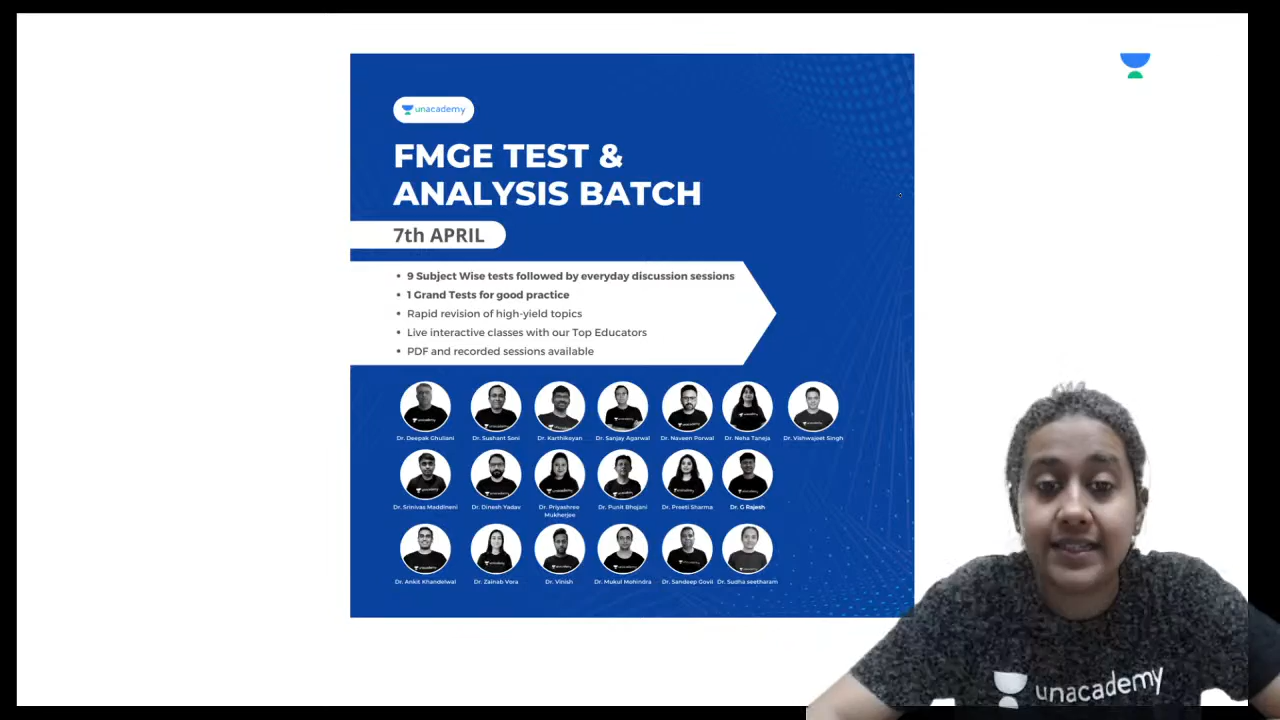 unacademy
FMGE TEST &
ANALYSIS BATCH
7th APRIL
• 9 Subject Wise tests followed by everyday discussion sessions
• 1 Grand Tests for good practice
• Rapid revision of high-yield topics
• Live interactive classes with our Top Educators
• PDF and recorded sessions available
Dr. Deepak Ghuliani Dr. Sushant Soni Dr. Karthikeyan Dr. Sanjay Agarwal Dr. Naveen Porwal Dr. Neha Taneja Dr. Vishwajeet Singh
Dr. Srinivas Maddineni Dr. Dinesh Yadav Dr. Priyashree Dr. Punit Bhojani Dr. Preeti Sharma Dr. G Rajesh
Mukherjee
Dr. Ankit Khandelwal Dr. Zainab Vora Dr. Vinish Dr. Mukul Mohindra Dr. Sandeep Govil Dr. Sudha seetharam
unacademy